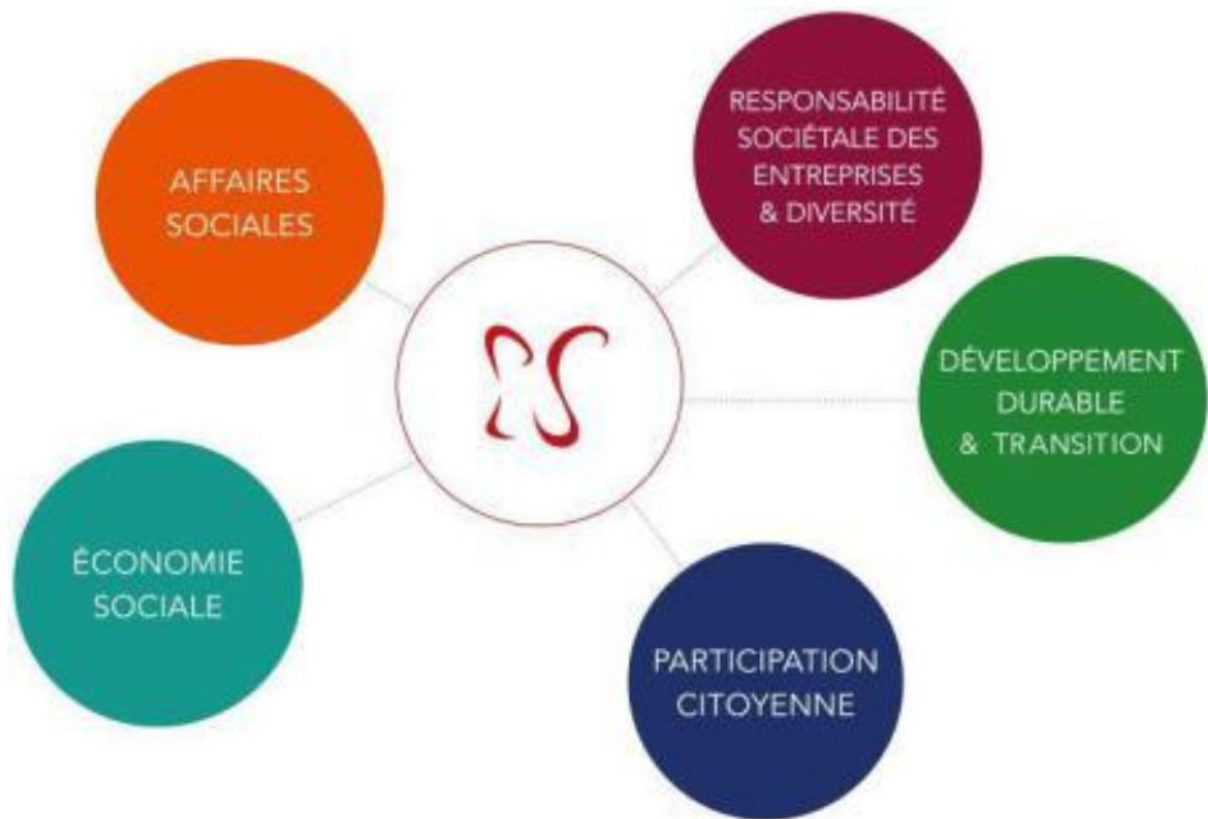 AFFAIRES
SOCIALES
RESPONSABILITÉ
SOCIÉTALE DES
ENTREPRISES
& DIVERSITÉ
DÉVELOPPEMENT
DURABLE
& TRANSITION
ÉCONOMIE
SOCIALE
PARTICIPATION
CITOYENNE